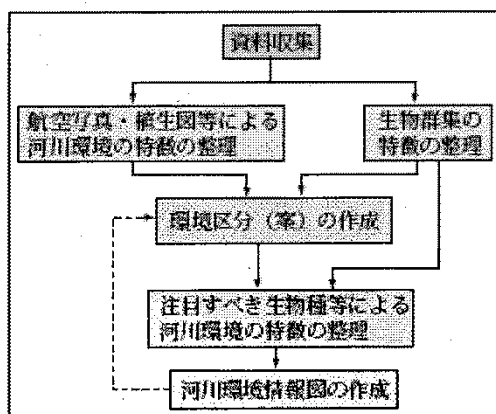 資料収集
航空写真・植生図等による
河川環境の特徴の整理
生物群集の
特徴の整理
環境区分（案）の作成
注目すべき生物種等による
河川環境の特徴の整理
河川環境情報図の作成